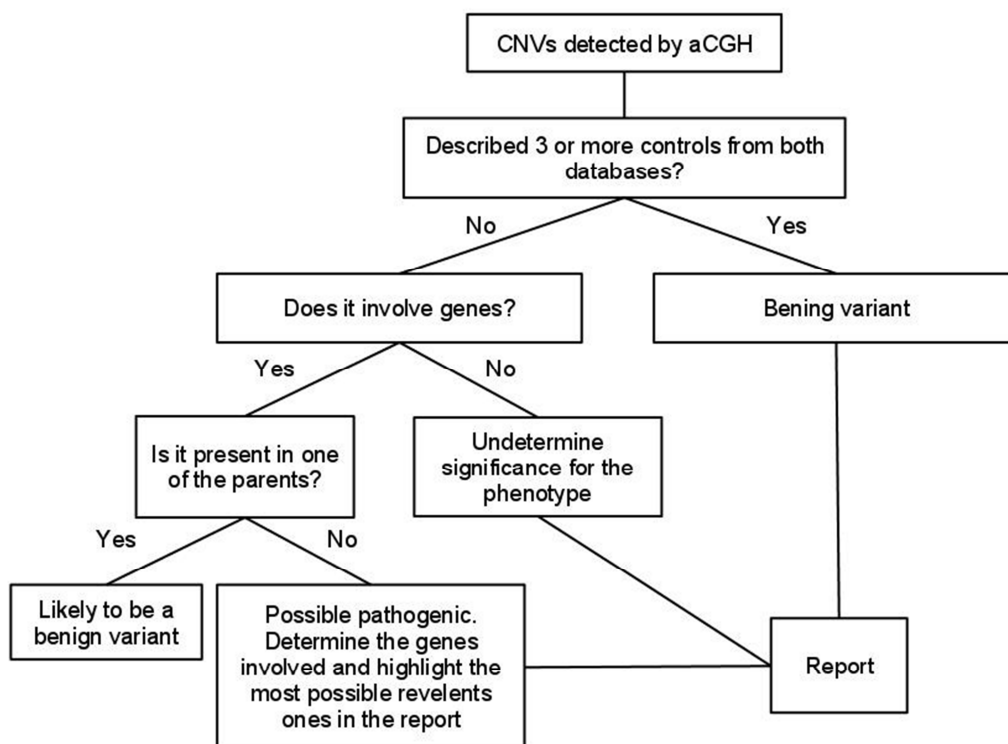 CNVs detected by aCGH
Described 3 or more controls from both
databases?
No
Yes
Does it involve genes?
Bening variant
Yes
No
Is it present in one
of the parents?
Undetermine
significance for the
phenotype
Yes
No
Likely to be a
benign variant
Possible pathogenic.
Determine the genes
involved and highlight the
most possible revelents
ones in the report
Report